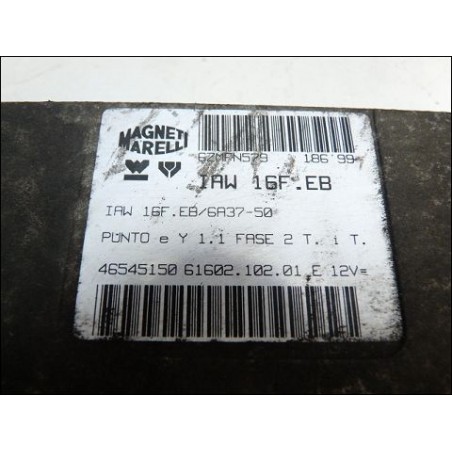 MAGNETI
MARELLI
67MPN579 186'99
IAW 16F.EB
IAW 16F.EB/6A37-50
PUNTO e Y 1.1 FASE 2 T. i T.
46545150 61602.102.01 E 12V=